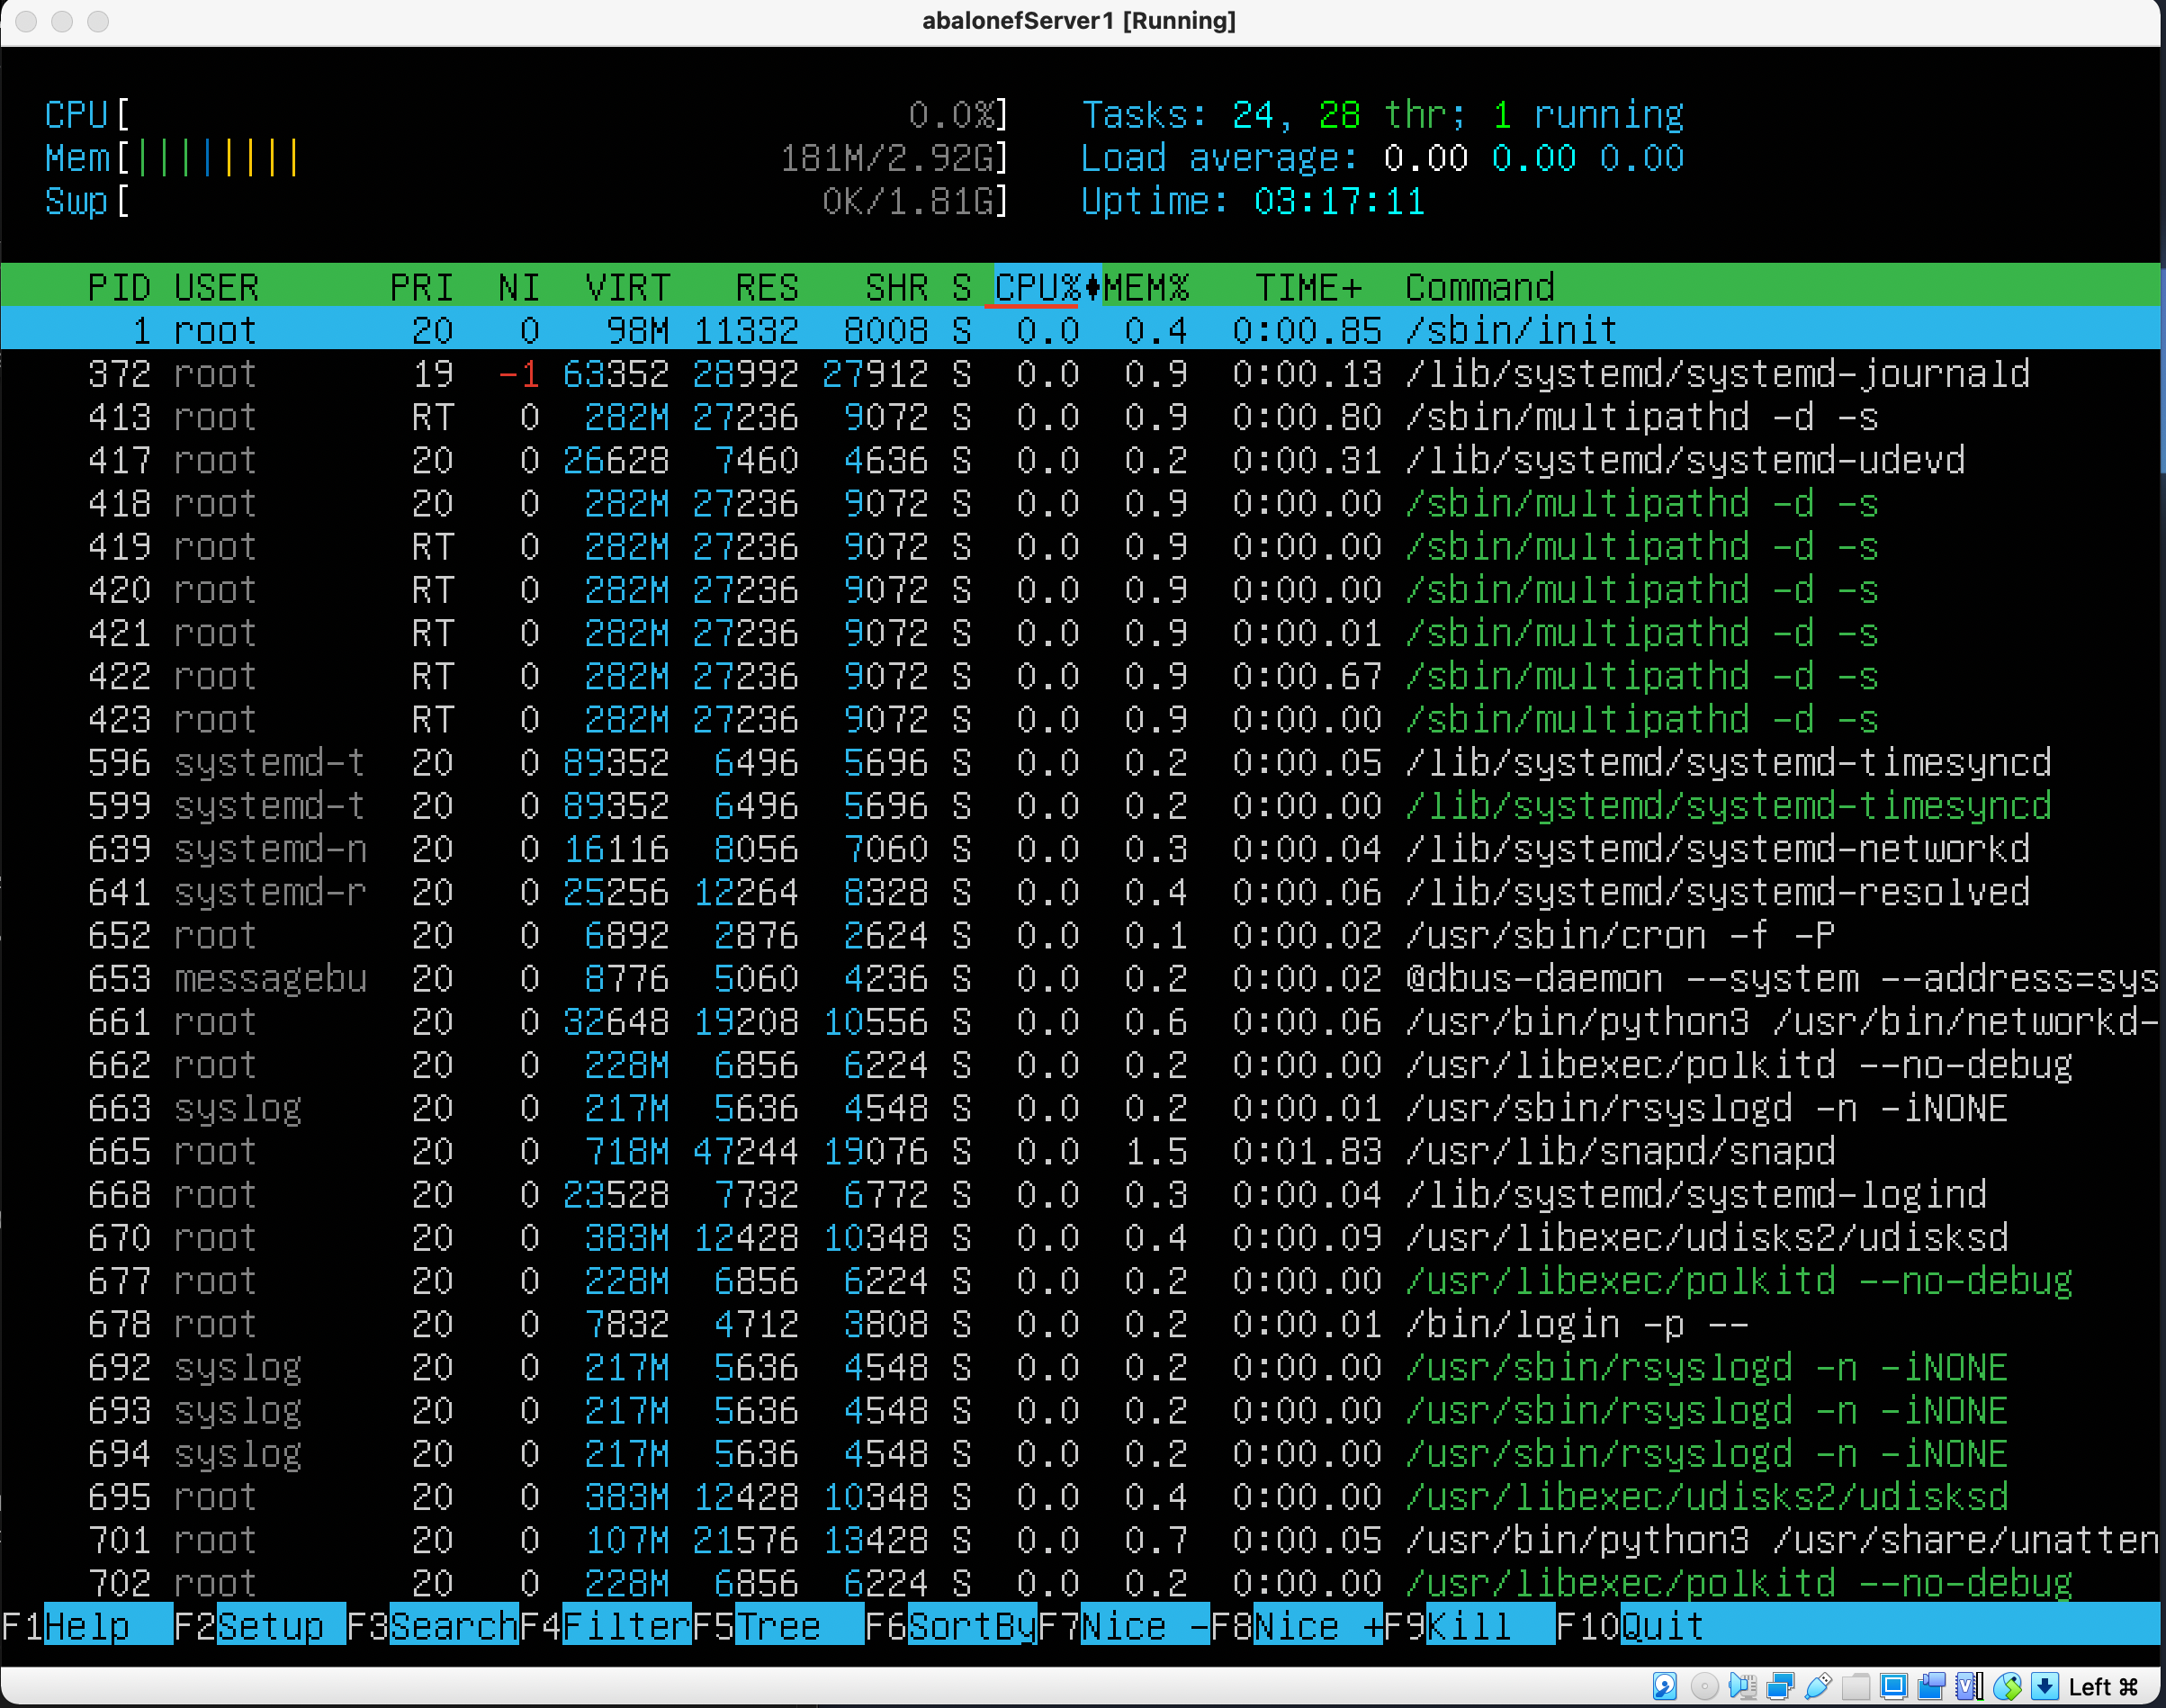 abalonefServer1 [Running]
CPU[ 0.0%] Tasks: 24, 28 thr; 1 running
Mem[|||||||| 181M/2.92G] Load average: 0.00 0.00 0.00
Swp[ 0K/1.81G] Uptime: 03:17:11
PID USER PRI NI VIRT RES SHR S CPU% MEM% TIME+ Command
1 root 20 0 98M 11332 8008 S 0.0 0.4 0:00.85 /sbin/init
372 root 19 -1 63352 28992 27912 S 0.0 0.9 0:00.13 /lib/systemd/systemd-journald
413 root RT 0 282M 27236 9072 S 0.0 0.9 0:00.80 /sbin/multipathd -d -s
417 root 20 0 26628 7460 4636 S 0.0 0.2 0:00.31 /lib/systemd/systemd-udevd
418 root 20 0 282M 27236 9072 S 0.0 0.9 0:00.00 /sbin/multipathd -d -s
419 root RT 0 282M 27236 9072 S 0.0 0.9 0:00.00 /sbin/multipathd -d -s
420 root RT 0 282M 27236 9072 S 0.0 0.9 0:00.00 /sbin/multipathd -d -s
421 root RT 0 282M 27236 9072 S 0.0 0.9 0:00.01 /sbin/multipathd -d -s
422 root RT 0 282M 27236 9072 S 0.0 0.9 0:00.67 /sbin/multipathd -d -s
423 root RT 0 282M 27236 9072 S 0.0 0.9 0:00.00 /sbin/multipathd -d -s
596 systemd-t 20 0 89352 6496 5696 S 0.0 0.2 0:00.05 /lib/systemd/systemd-timesyncd
599 systemd-t 20 0 89352 6496 5696 S 0.0 0.2 0:00.00 /lib/systemd/systemd-timesyncd
639 systemd-n 20 0 16116 8056 7060 S 0.0 0.3 0:00.04 /lib/systemd/systemd-networkd
641 systemd-r 20 0 25256 12264 8328 S 0.0 0.4 0:00.06 /lib/systemd/systemd-resolved
652 root 20 0 6892 2876 2624 S 0.0 0.1 0:00.02 /usr/sbin/cron -f -P
653 messagebu 20 0 8776 5060 4236 S 0.0 0.2 0:00.02 @dbus-daemon --system --address=sys
661 root 20 0 32648 19208 10556 S 0.0 0.6 0:00.06 /usr/bin/python3 /usr/bin/networkd-
662 root 20 0 228M 6856 6224 S 0.0 0.2 0:00.00 /usr/libexec/polkitd --no-debug
663 syslog 20 0 217M 5636 4548 S 0.0 0.2 0:00.01 /usr/sbin/rsyslogd -n -iNONE
665 root 20 0 718M 47244 19076 S 0.0 1.5 0:01.83 /usr/lib/snapd/snapd
668 root 20 0 23528 7732 6772 S 0.0 0.3 0:00.04 /lib/systemd/systemd-logind
670 root 20 0 383M 12428 10348 S 0.0 0.4 0:00.09 /usr/libexec/udisks2/udisksd
677 root 20 0 228M 6856 6224 S 0.0 0.2 0:00.00 /usr/libexec/polkitd --no-debug
678 root 20 0 7832 4712 3808 S 0.0 0.2 0:00.01 /bin/login -p --
692 syslog 20 0 217M 5636 4548 S 0.0 0.2 0:00.00 /usr/sbin/rsyslogd -n -iNONE
693 syslog 20 0 217M 5636 4548 S 0.0 0.2 0:00.00 /usr/sbin/rsyslogd -n -iNONE
694 syslog 20 0 217M 5636 4548 S 0.0 0.2 0:00.00 /usr/sbin/rsyslogd -n -iNONE
695 root 20 0 383M 12428 10348 S 0.0 0.4 0:00.00 /usr/libexec/udisks2/udisksd
701 root 20 0 107M 21576 13428 S 0.0 0.7 0:00.05 /usr/bin/python3 /usr/share/unatten
702 root 20 0 228M 6856 6224 S 0.0 0.2 0:00.00 /usr/libexec/polkitd --no-debug
F1Help F2Setup F3SearchF4FilterF5Tree F6SortByF7Nice -F8Nice +F9Kill F10Quit
Left ⌘